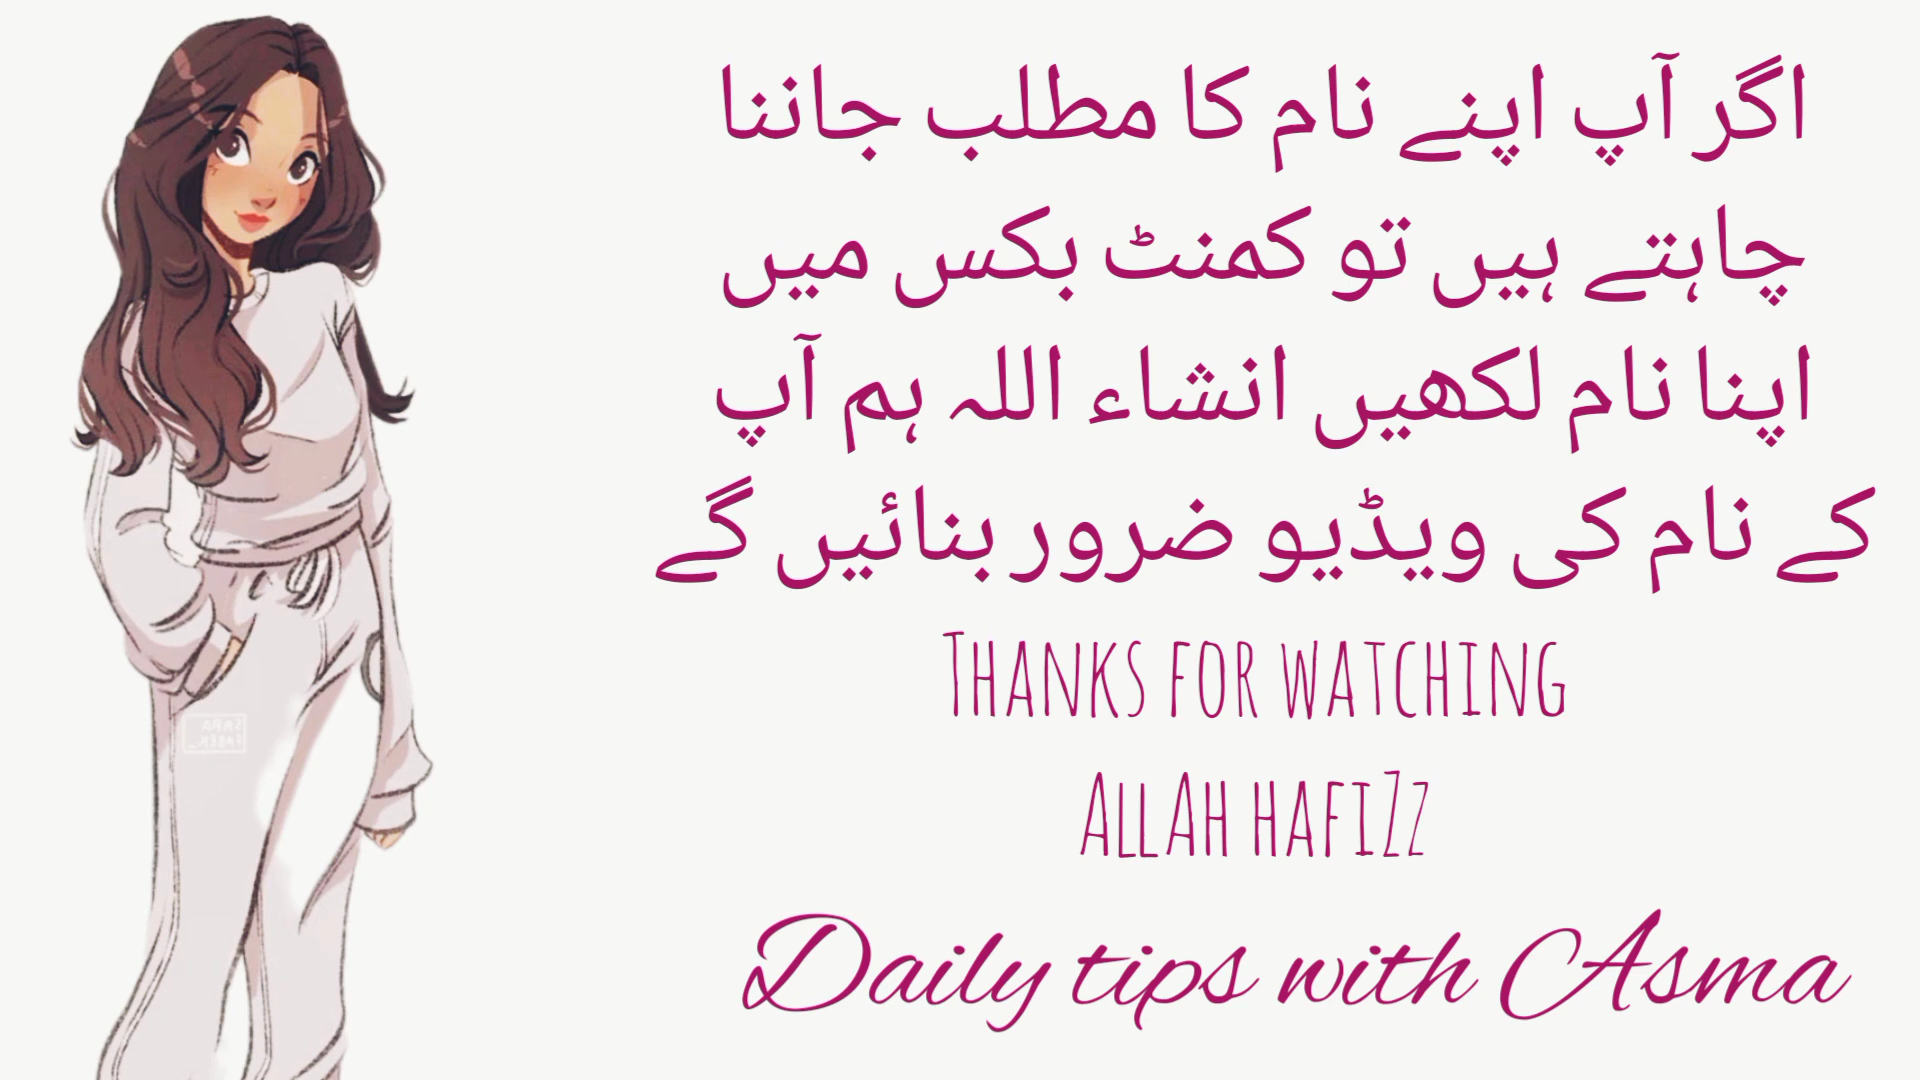 اگر آپ اپنے نام کا مطلب جاننا
چاہتے ہیں تو کمنٹ بکس میں
اپنا نام لکھیں انشاء اللہ ہم آپ
کے نام کی ویڈیو ضرور بنائیں گے
THANKS FOR WATCHING
ALLAH HAFIZZ
Daily tips with Asma